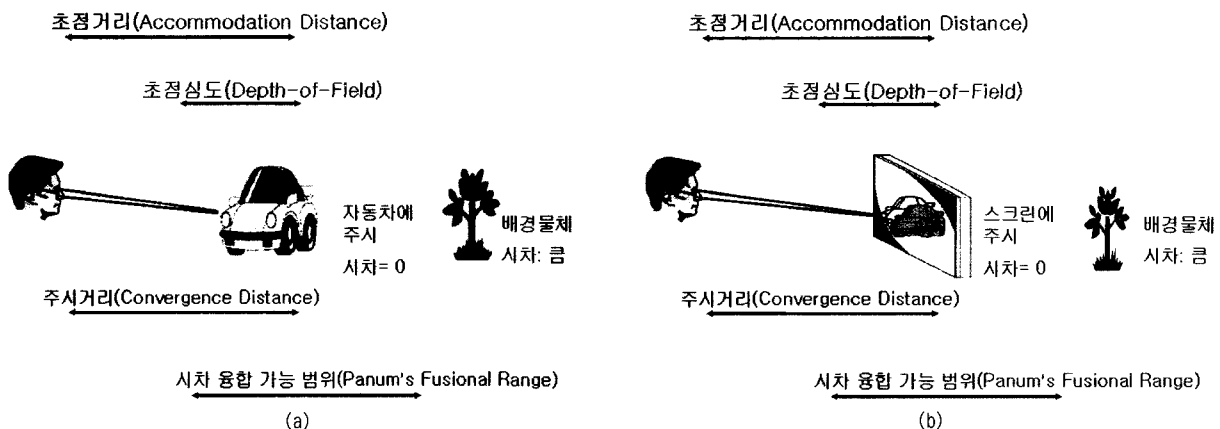 초점거리(Accommodation Distance)
초점심도(Depth-of-Field)
자동차에
주시
시차= 0
배경물체
시차: 큼
주시거리(Convergence Distance)
시차 융합 가능 범위(Panum's Fusional Range)
(a)
초점거리(Accommodation Distance)
초점심도(Depth-of-Field)
스크린에
주시
시차= 0
배경물체
시차: 큼
주시거리(Convergence Distance)
시차 융합 가능 범위(Panum's Fusional Range)
(b)